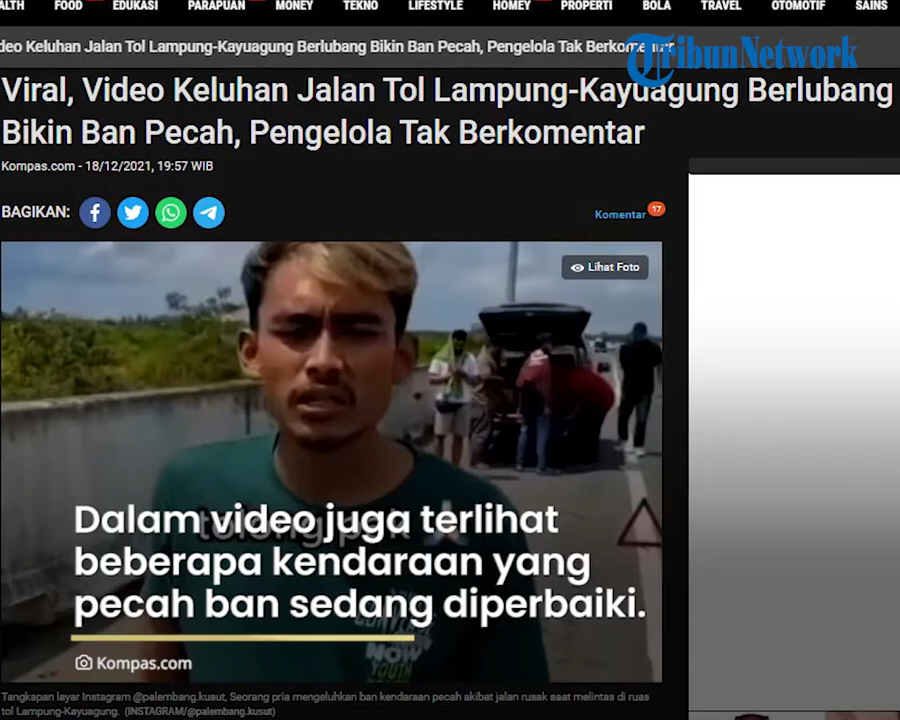 ALTH FOOD EDUKASI PARAPUAN MONEY TEKNO LIFESTYLE HOMEY PROPERTI BOLA TRAVEL OTOMOTIF SAINS
deo Keluhan Jalan Tol Lampung-Kayuagung Berlubang Bikin Ban Pecah, Pengelola Tak Berkomentar
TribunNetwork
Viral, Video Keluhan Jalan Tol Lampung-Kayuagung Berlubang
Bikin Ban Pecah, Pengelola Tak Berkomentar
Kompas.com - 18/12/2021, 19:57 WIB
BAGIKAN:
Komentar 17
Lihat Foto
Dalam video juga terlihat
beberapa kendaraan yang
pecah ban sedang diperbaiki.
NOW
YOUTH
Kompas.com
Tangkapan layar Instagram @palembang.kusut, Seorang pria mengeluhkan ban kendaraan pecah akibat jalan rusak saat melintas di ruas
tol Lampung-Kayuagung. (INSTAGRAM/@palembang.kusut)